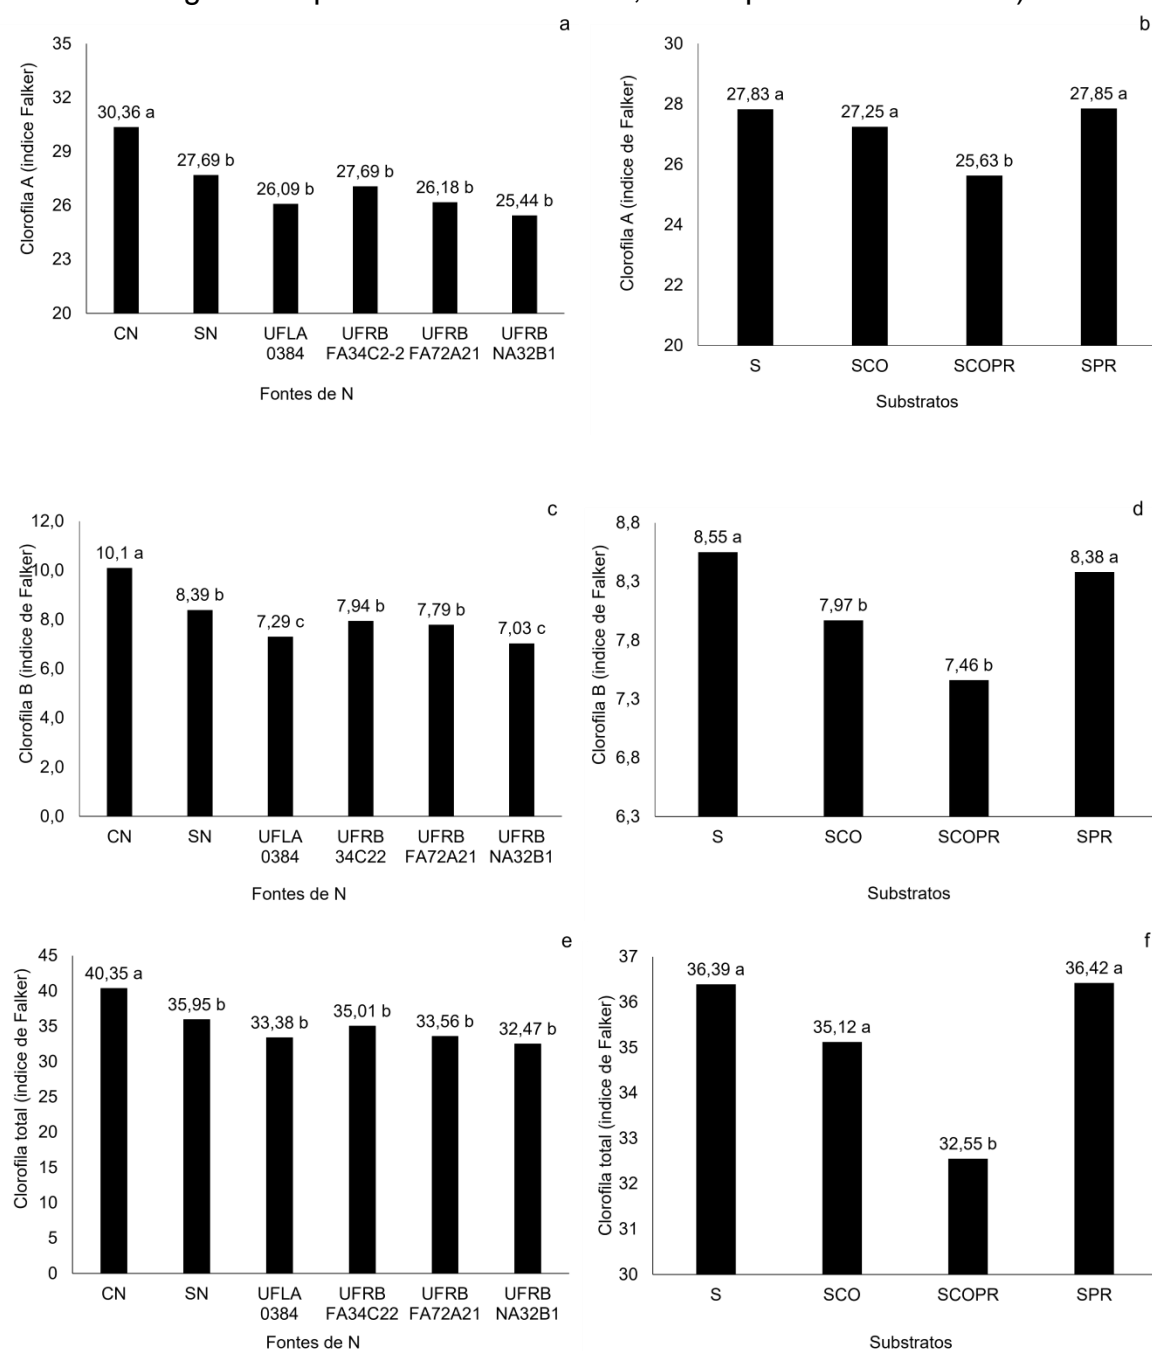 a
Clorofila A (indice Falker)
35
32
29
26
23
20
30,36 a
27,69 b
26,09 b
27,69 b
26,18 b
25,44 b
CN
SN
UFLA
0384
UFRB
FA34C2-2
UFRB
FA72A21
UFRB
NA32B1
Fontes de N
b
Clorofila A (indice de Falker)
30
28
26
24
22
20
27,83 a
27,25 a
25,63 b
27,85 a
S
SCO
SCOPR
SPR
Substratos
c
Clorofila B (indice de Falker)
12,0
10,0
8,0
6,0
4,0
2,0
0,0
10,1 a
8,39 b
7,29 c
7,94 b
7,79 b
7,03 c
CN
SN
UFLA
0384
UFRB
34C22
UFRB
FA72A21
UFRB
NA32B1
Fontes de N
d
Clorofila B (indice de Falker)
8,8
8,3
7,8
7,3
6,8
6,3
8,55 a
7,97 b
7,46 b
8,38 a
S
SCO
SCOPR
SPR
Substratos
e
Clorofila total (indice de Falker)
45
40
35
30
25
20
15
10
5
0
40,35 a
35,95 b
33,38 b
35,01 b
33,56 b
32,47 b
CN
SN
UFLA
0384
UFRB
FA34C22
UFRB
FA72A21
UFRB
NA32B1
Fontes de N
f
Clorofila total (indice de Falker)
37
36
35
34
33
32
31
30
36,39 a
35,12 a
32,55 b
36,42 a
S
SCO
SCOPR
SPR
Substratos